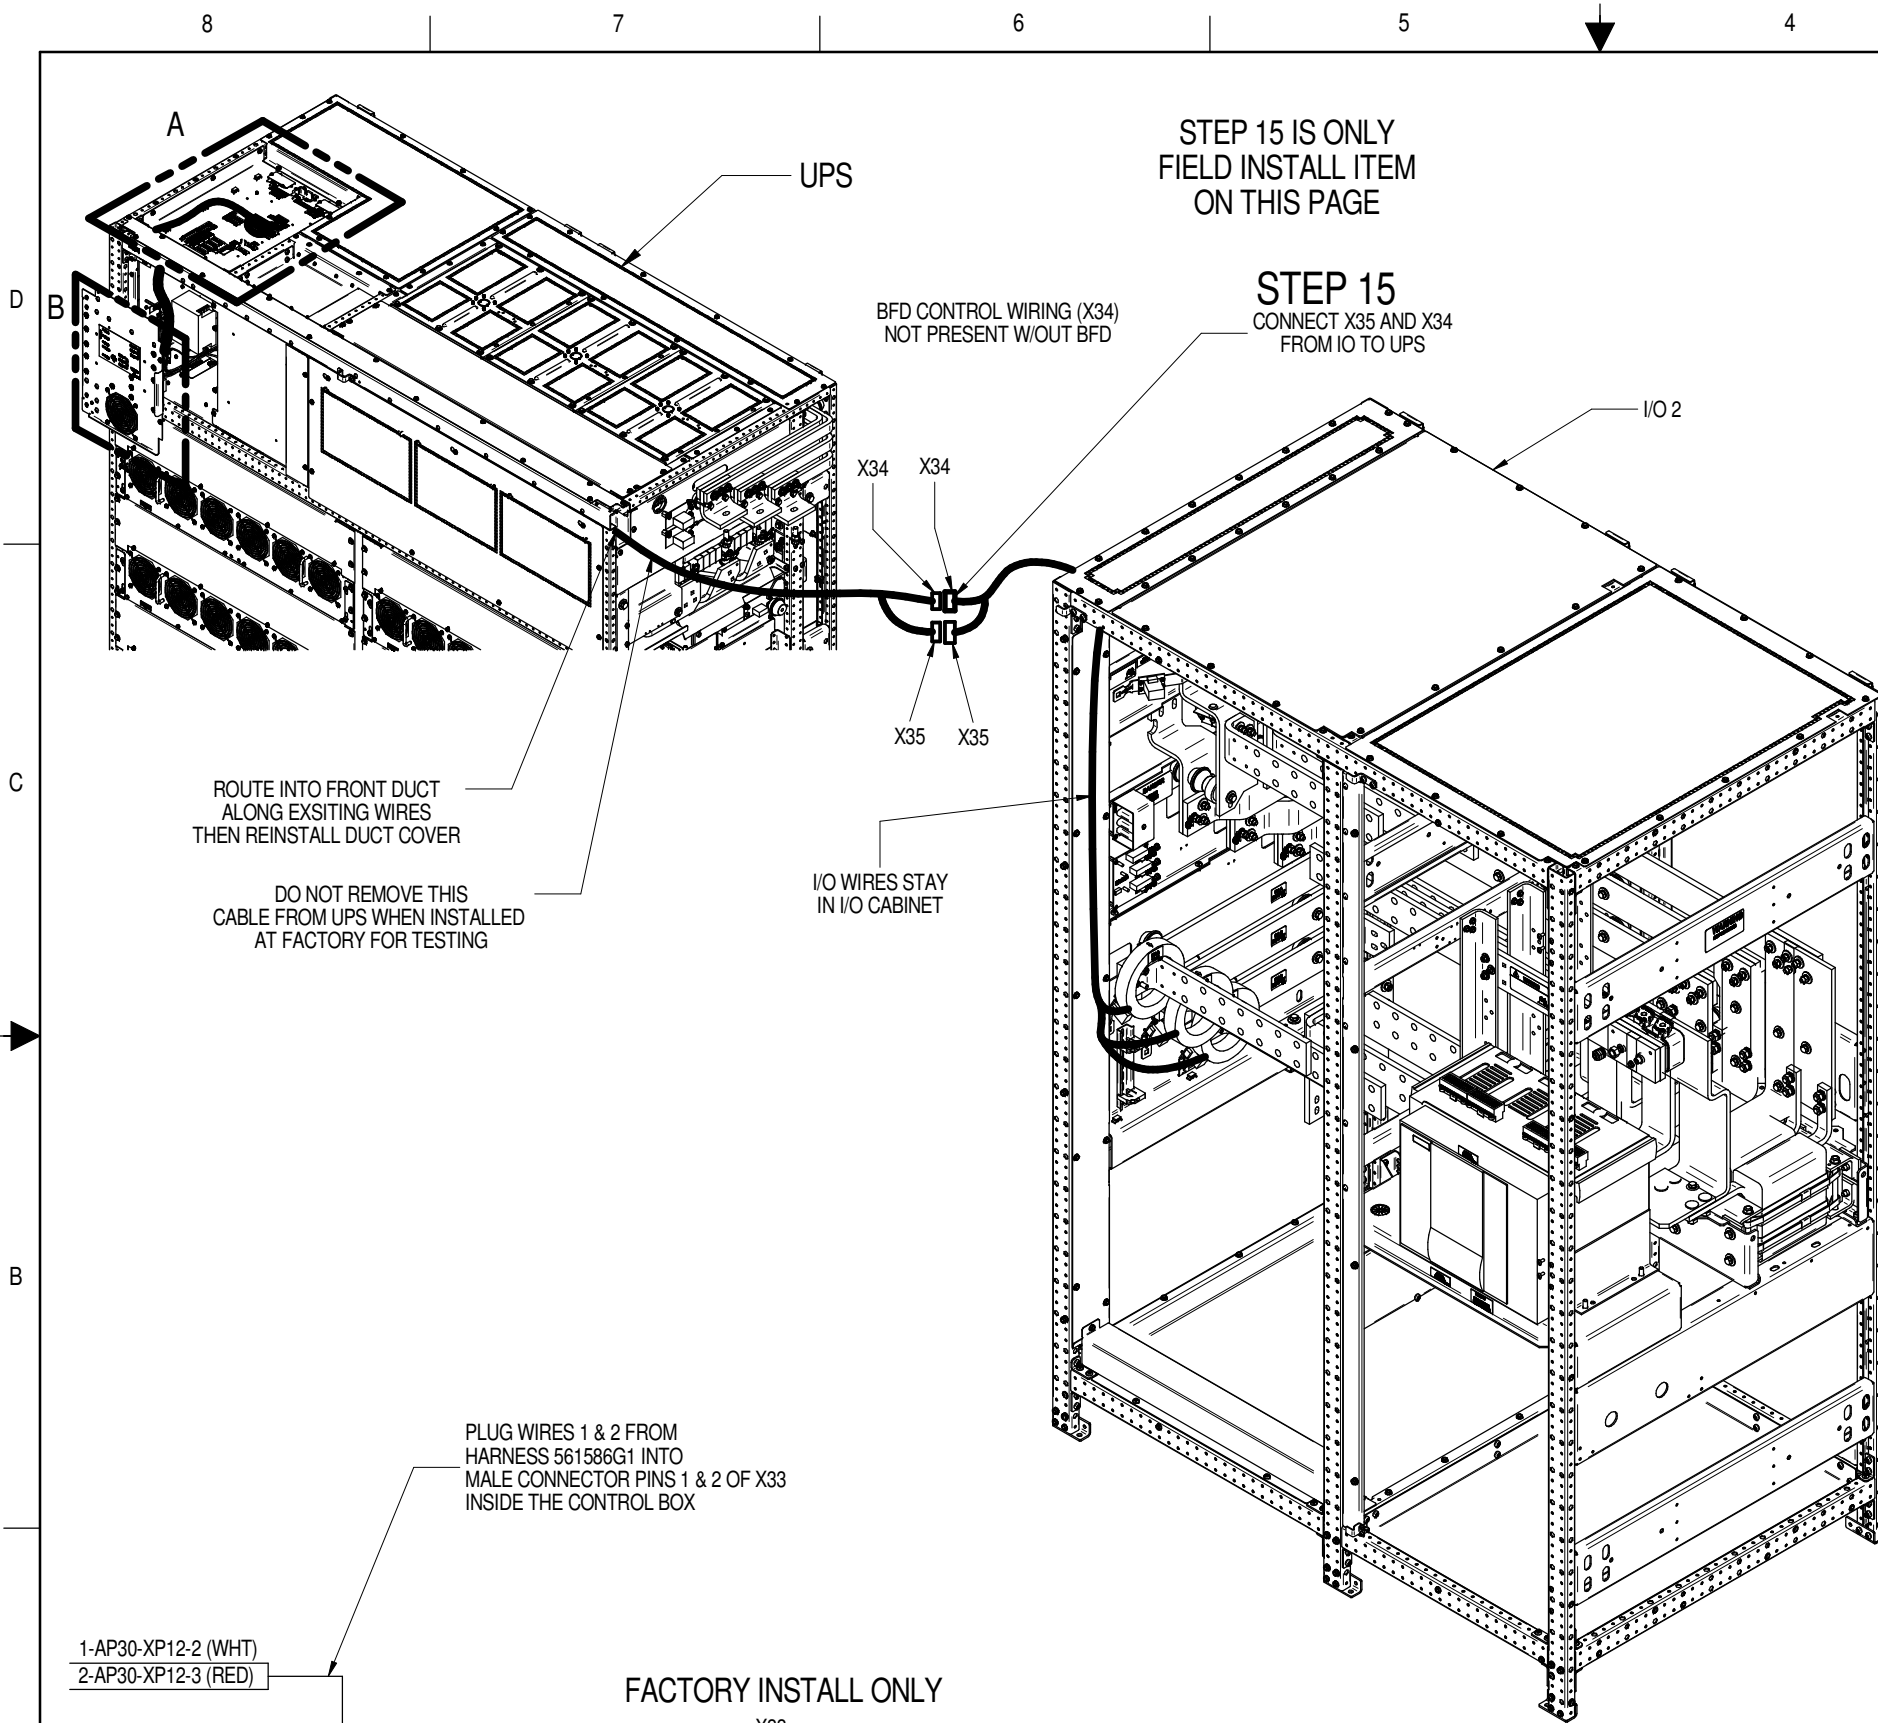 8
7
6
5
4
D
C
B
A
B
UPS
STEP 15 IS ONLY
FIELD INSTALL ITEM
ON THIS PAGE
STEP 15
CONNECT X35 AND X34
FROM IO TO UPS
BFD CONTROL WIRING (X34)
NOT PRESENT W/OUT BFD
I/O 2
X34
X34
X35
X35
ROUTE INTO FRONT DUCT
ALONG EXSITING WIRES
THEN REINSTALL DUCT COVER
DO NOT REMOVE THIS
CABLE FROM UPS WHEN INSTALLED
AT FACTORY FOR TESTING
I/O WIRES STAY
IN I/O CABINET
PLUG WIRES 1 & 2 FROM
HARNESS 561586G1 INTO
MALE CONNECTOR PINS 1 & 2 OF X33
INSIDE THE CONTROL BOX
1-AP30-XP12-2 (WHT)
2-AP30-XP12-3 (RED)
FACTORY INSTALL ONLY